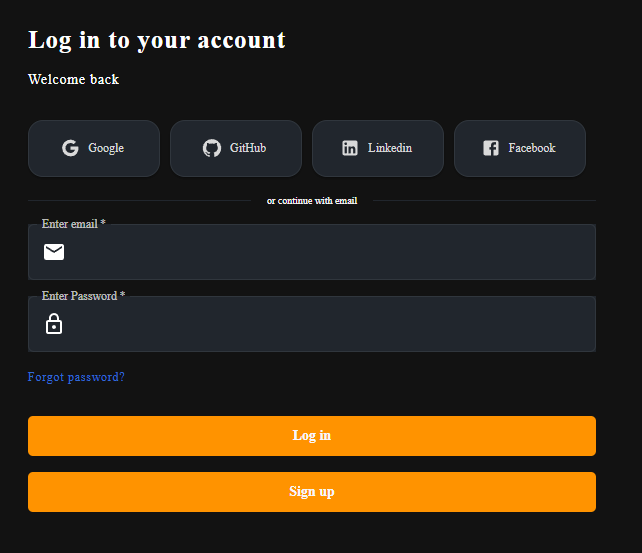 Log in to your account
Welcome back
Google GitHub Linkedin Facebook
or continue with email
Enter email *
Enter Password *
Forgot password?
Log in
Sign up